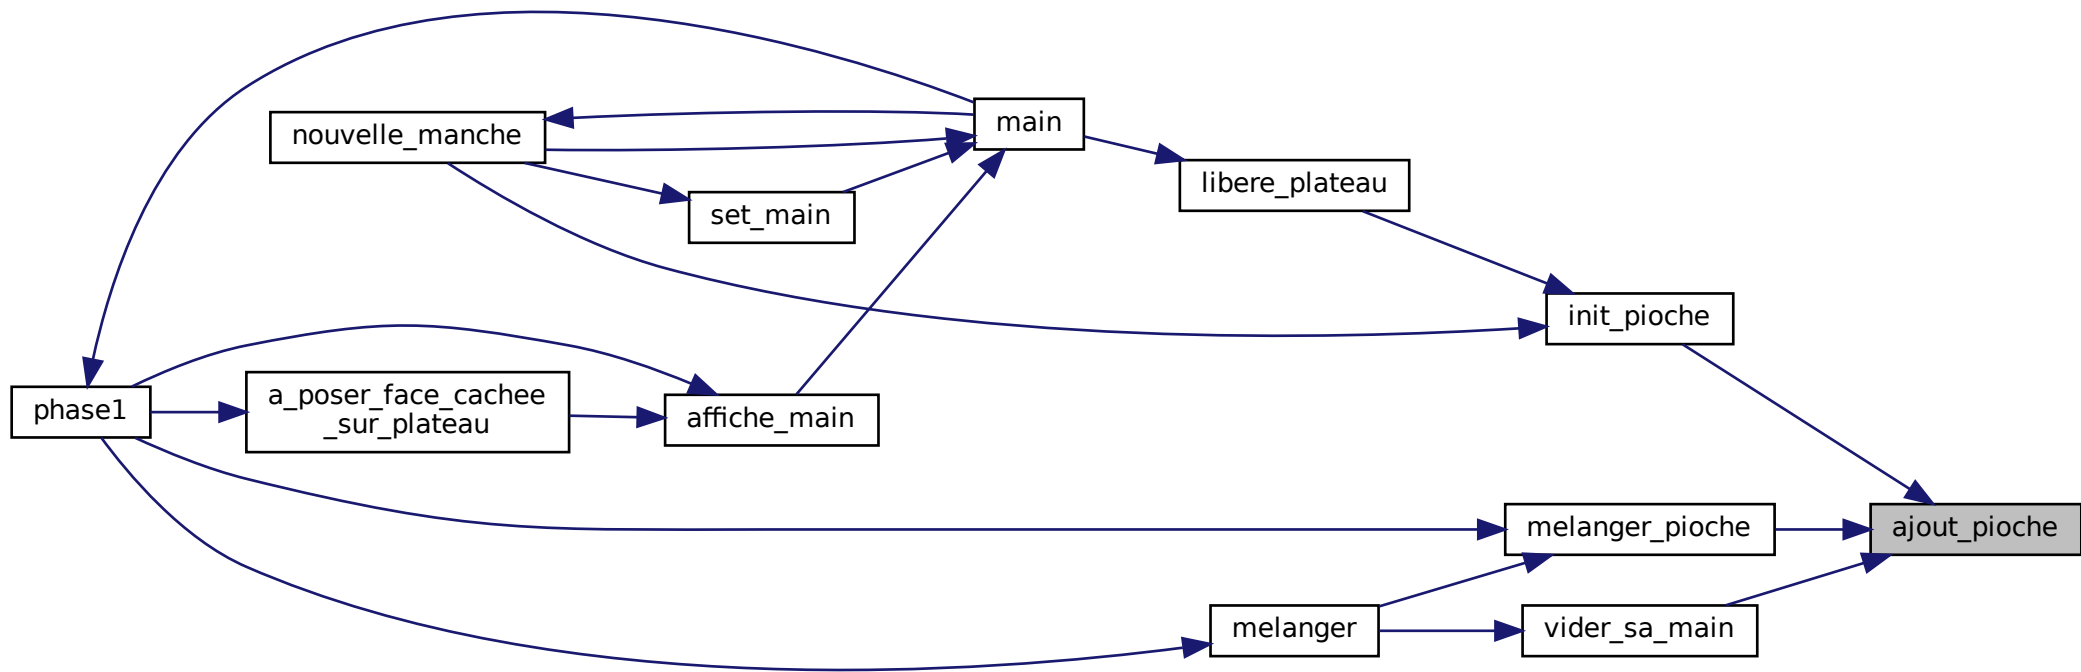 main
nouvelle_manche
libere_plateau
set_main
init_pioche
a_poser_face_cachee
_sur_plateau
phase1
affiche_main
melanger_pioche
ajout_pioche
melanger
vider_sa_main